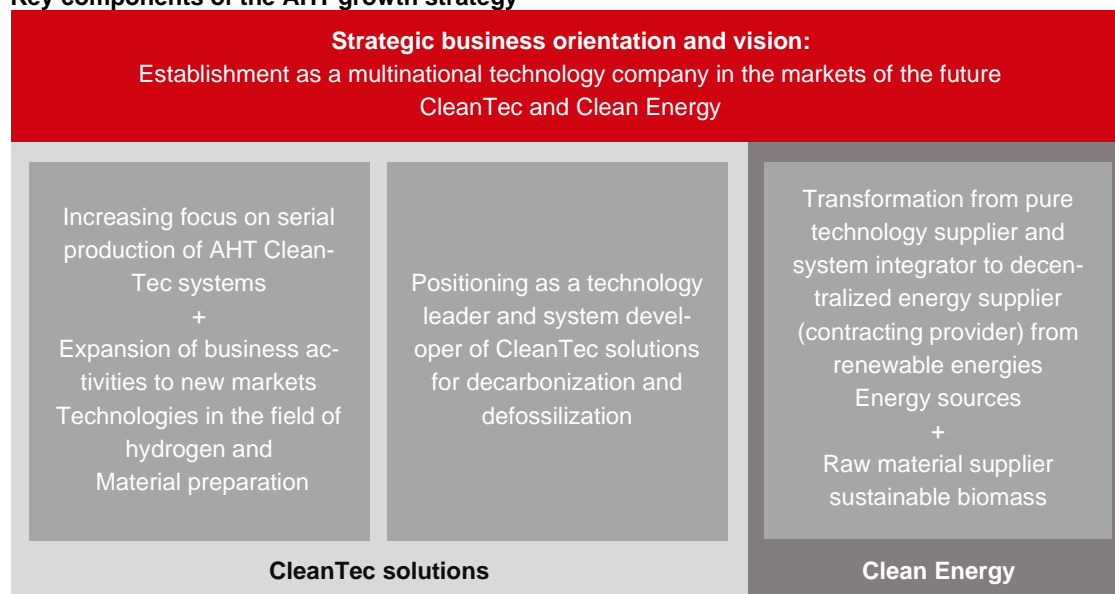 Key components of the AHT growth strategy
Strategic business orientation and vision:
Establishment as a multinational technology company in the markets of the future
CleanTec and Clean Energy
Increasing focus on serial
production of AHT Clean-
Tec systems
+
Expansion of business ac-
tivities to new markets
Technologies in the field of
hydrogen and
Material preparation
Positioning as a technology
leader and system devel-
oper of CleanTec solutions
for decarbonization and
defossilization
CleanTec solutions
Transformation from pure
technology supplier and
system integrator to decen-
tralized energy supplier
(contracting provider) from
renewable energies
Energy sources
+
Raw material supplier
sustainable biomass
Clean Energy